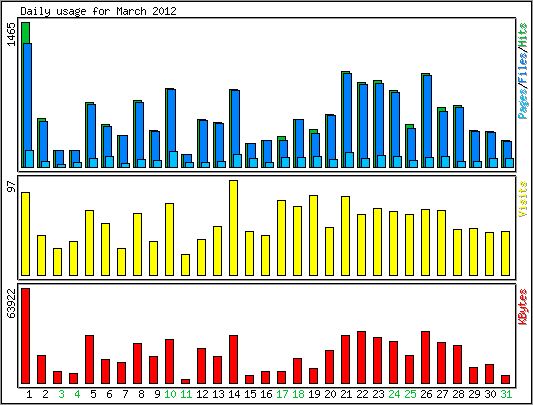 Daily usage for March 2012
1465
Pages/Files/Hits
97
Visits
63922
KBytes
1 2 3 4 5 6 7 8 9 10 11 12 13 14 15 16 17 18 19 20 21 22 23 24 25 26 27 28 29 30 31